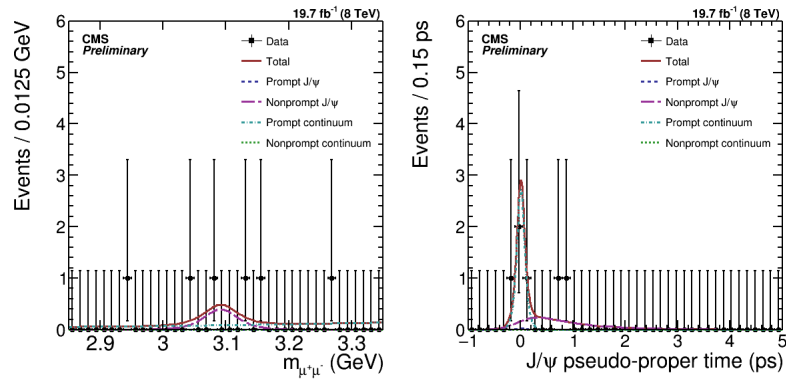 19.7 fb⁻¹ (8 TeV)
CMS
Preliminary
Data
Total
Prompt J/ψ
Nonprompt J/ψ
Prompt continuum
Nonprompt continuum
Events / 0.0125 GeV
6
5
4
3
2
1
0
2.9 3 3.1 3.2 3.3
m_μ⁺μ⁻ (GeV)
19.7 fb⁻¹ (8 TeV)
CMS
Preliminary
Data
Total
Prompt J/ψ
Nonprompt J/ψ
Prompt continuum
Nonprompt continuum
Events / 0.15 ps
6
5
4
3
2
1
0
−1 0 1 2 3 4 5
J/ψ pseudo-proper time (ps)